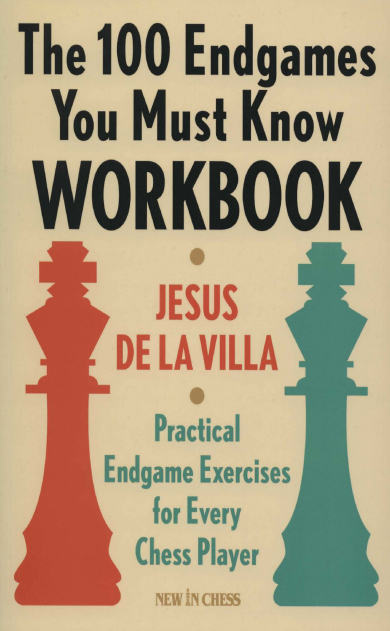 The 100 Endgames
You Must Know
WORKBOOK
JESUS
DE LA VILLA
Practical
Endgame Exercises
for Every
Chess Player
NEW IN CHESS